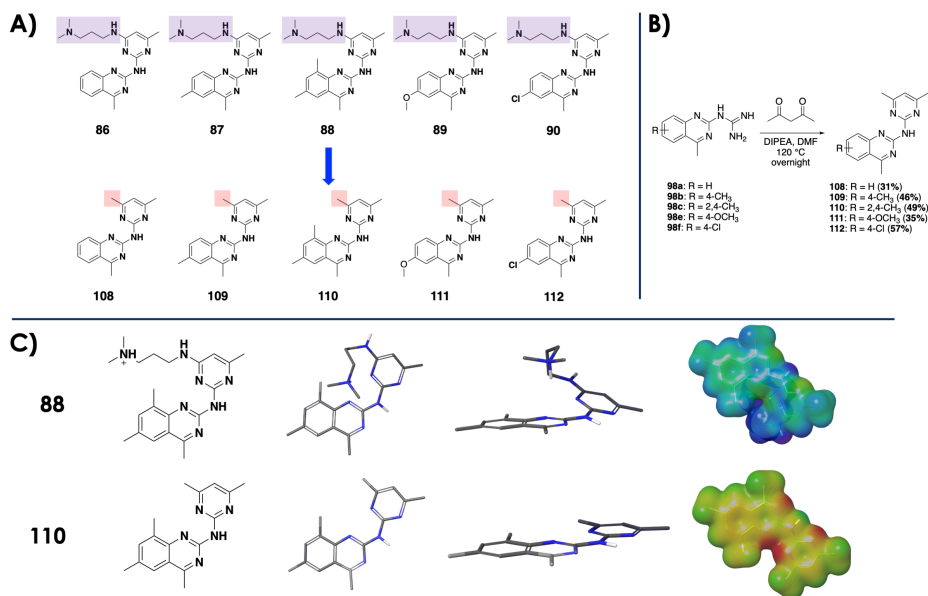 A)
B)
86
87
88
89
90
108
109
110
111
112
DIPEA, DMF
120 °C
overnight
98a: R = H
98b: R = 4-CH3
98c: R = 2,4-CH3
98e: R = 4-OCH3
98f: R = 4-Cl
108: R = H (31%)
109: R = 4-CH3 (46%)
110: R = 2,4-CH3 (49%)
111: R = 4-OCH3 (35%)
112: R = 4-Cl (57%)
C)
88
110